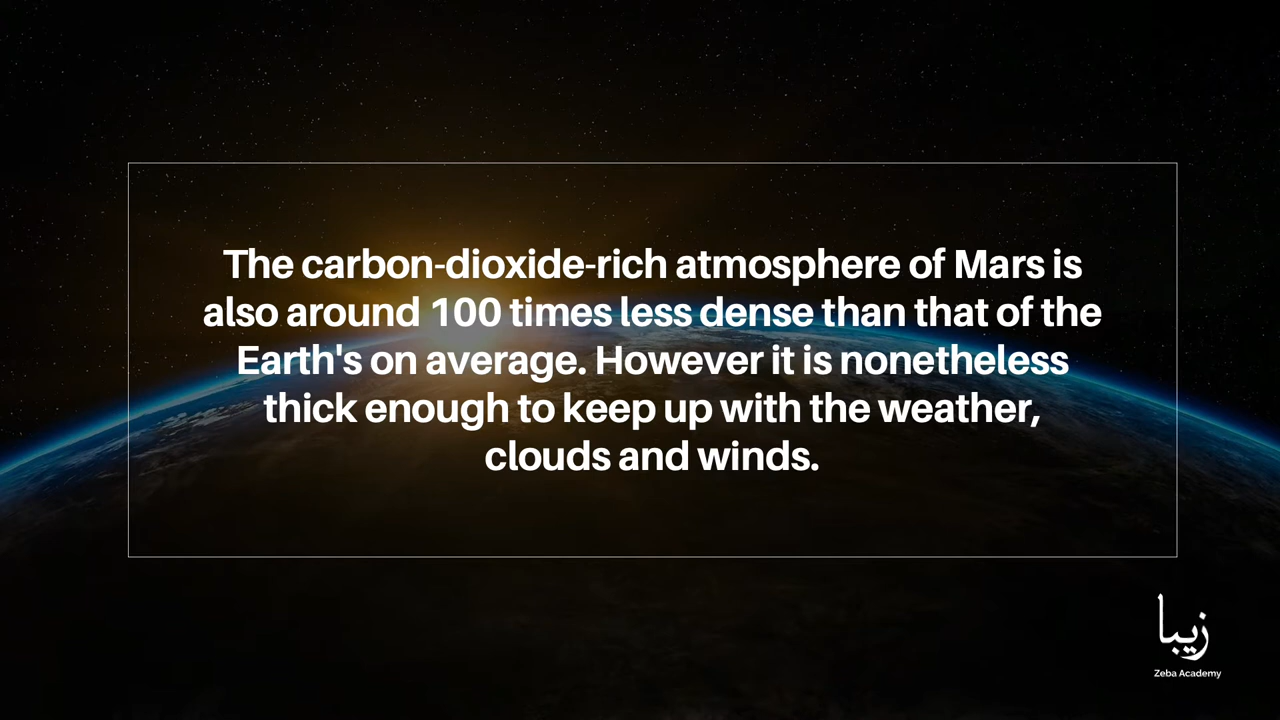 The carbon-dioxide-rich atmosphere of Mars is
also around 100 times less dense than that of the
Earth's on average. However it is nonetheless
thick enough to keep up with the weather,
clouds and winds.
زیبا
Zeba Academy